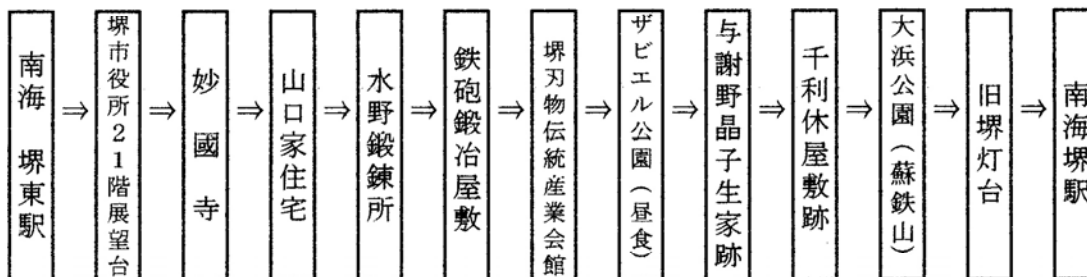 南海 堺東駅
⇒
堺市役所21階展望台
⇒
妙國寺
⇒
山口家住宅
⇒
水野鍛錬所
⇒
鉄砲鍛冶屋敷
⇒
堺刃物伝統産業会館
⇒
ザビエル公園(昼食)
⇒
与謝野晶子生家跡
⇒
千利休屋敷跡
⇒
大浜公園(蘇鉄山)
⇒
旧堺灯台
⇒
南海堺駅